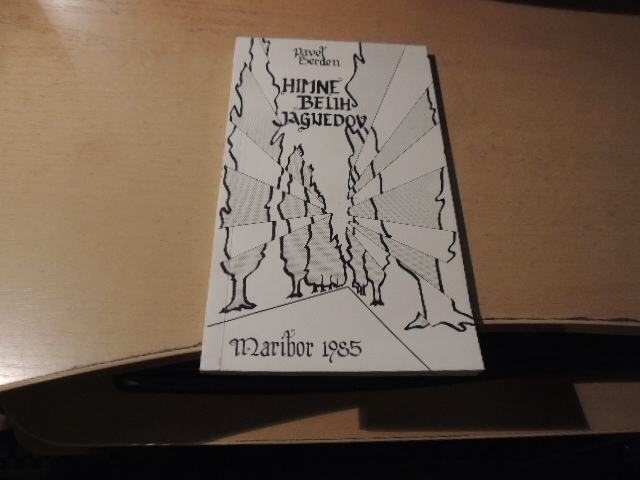 Pavel
Berden
HIMNE
BELIH
JAGNEDOV
Maribor 1985